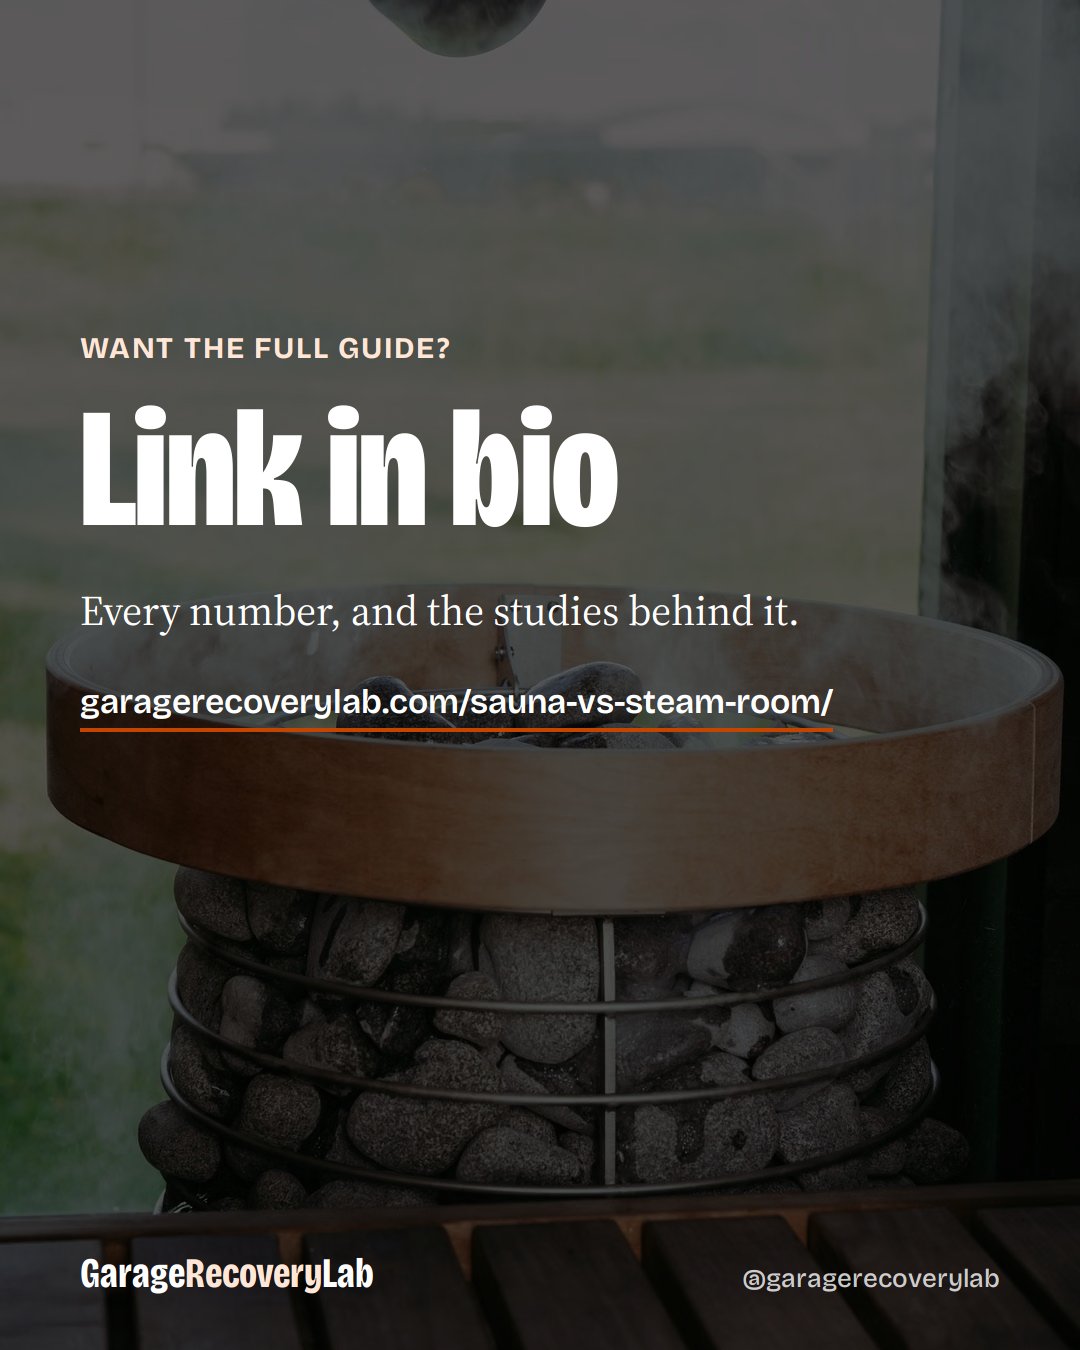 WANT THE FULL GUIDE?
Link in bio
Every number, and the studies behind it.
garagerecoverylab.com/sauna-vs-steam-room/
GarageRecoveryLab
@garagerecoverylab